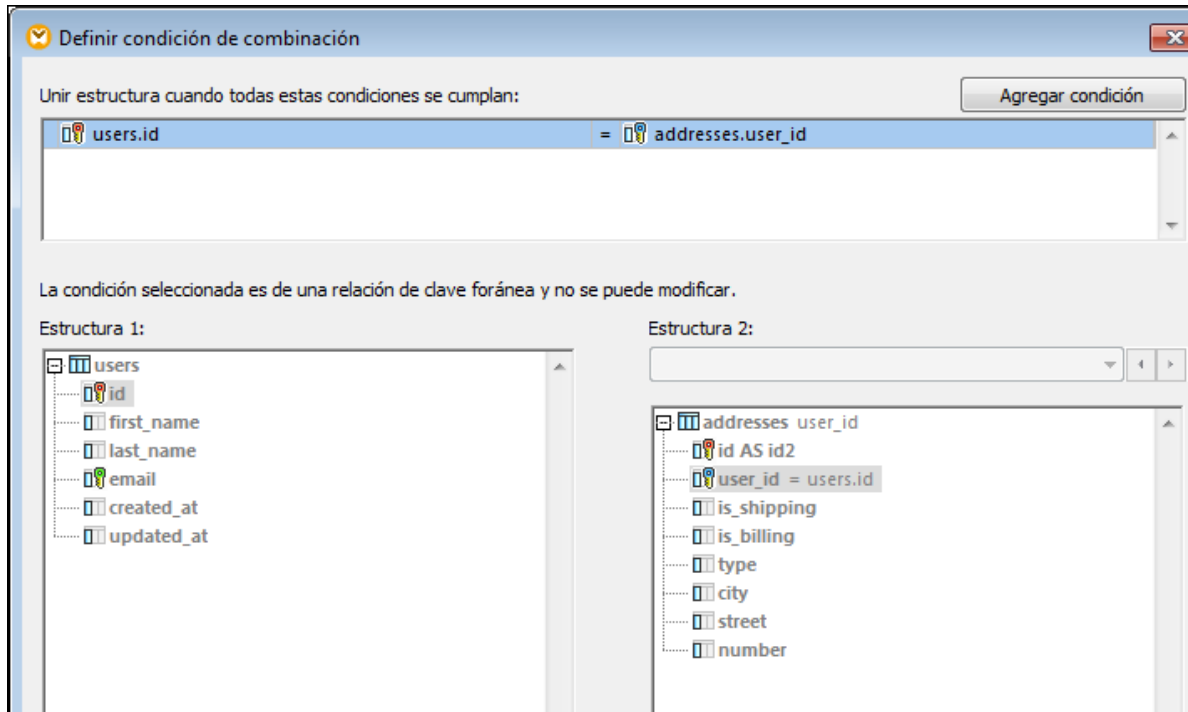 Definir condición de combinación
Unir estructura cuando todas estas condiciones se cumplan:
Agregar condición
users.id = addresses.user_id
La condición seleccionada es de una relación de clave foránea y no se puede modificar.
Estructura 1:
users
id
first_name
last_name
email
created_at
updated_at
Estructura 2:
addresses user_id
id AS id2
user_id = users.id
is_shipping
is_billing
type
city
street
number